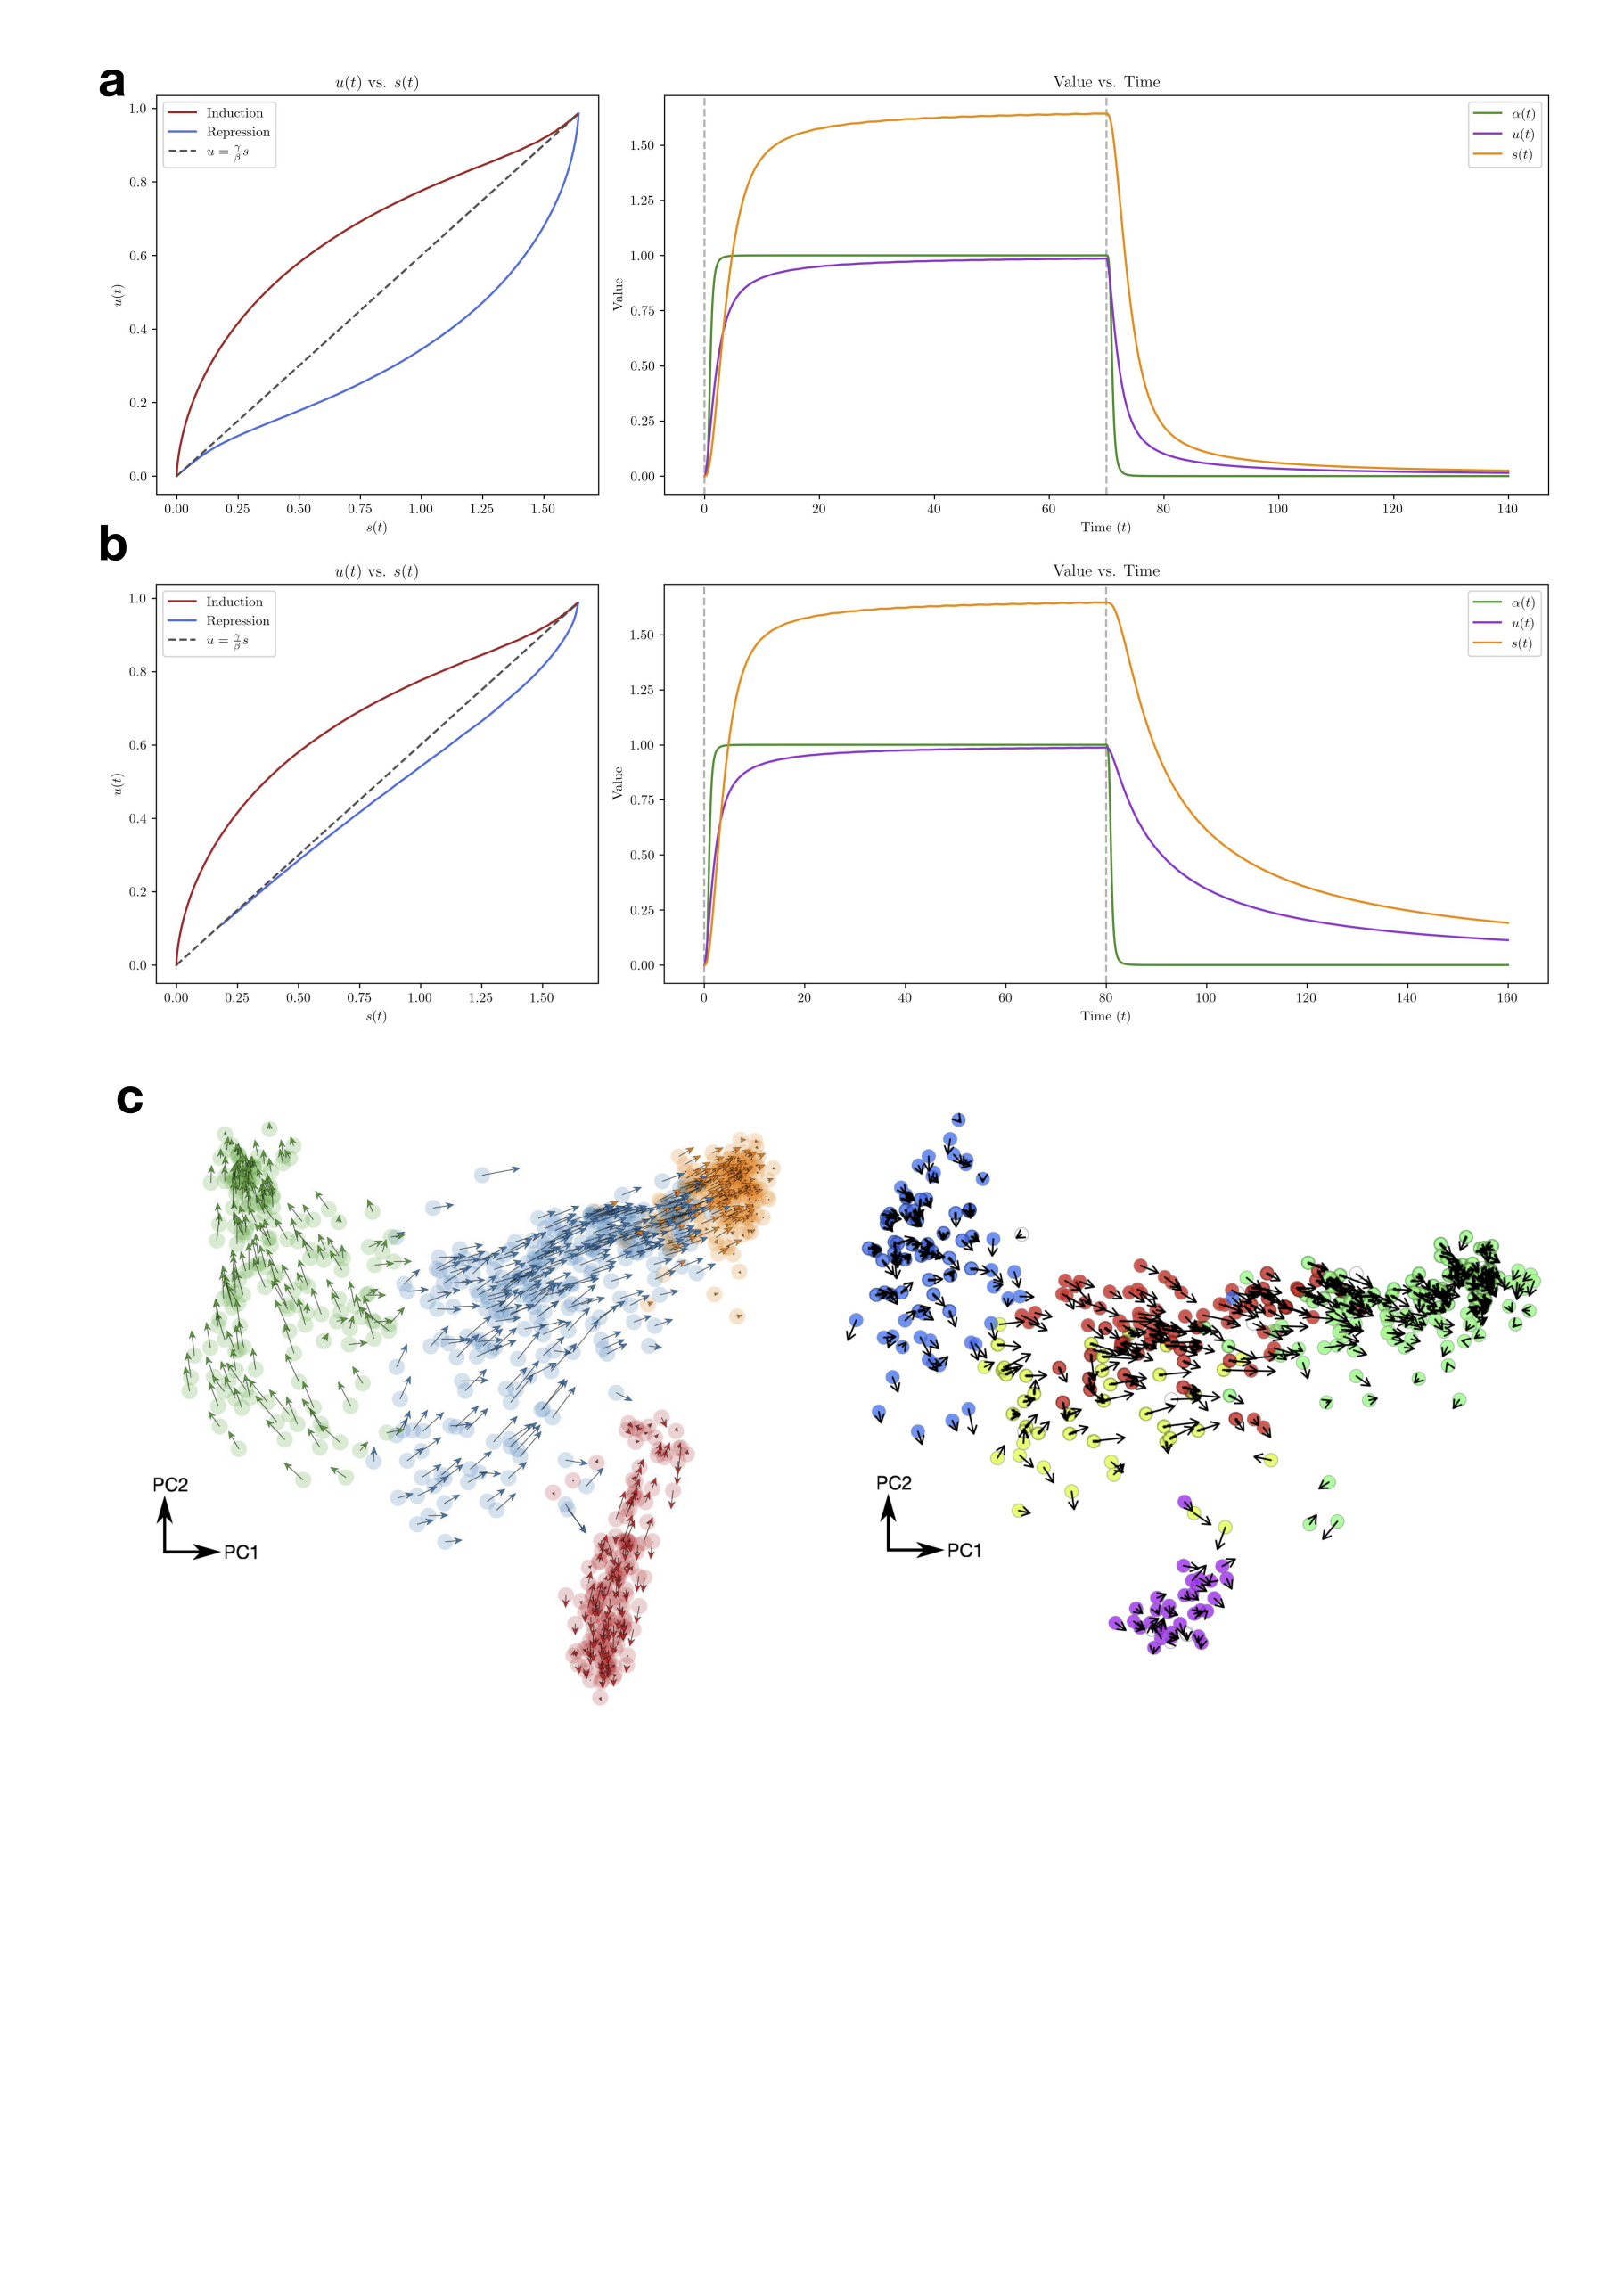 a
u(t) vs. s(t)
Induction
Repression
u = γ/β s
1.0
0.8
0.6
0.4
0.2
0.0
u(t)
0.00 0.25 0.50 0.75 1.00 1.25 1.50
s(t)
Value vs. Time
α(t)
u(t)
s(t)
1.50
1.25
1.00
0.75
0.50
0.25
0.00
Value
0 20 40 60 80 100 120 140
Time (t)
b
u(t) vs. s(t)
Induction
Repression
u = γ/β s
1.0
0.8
0.6
0.4
0.2
0.0
u(t)
0.00 0.25 0.50 0.75 1.00 1.25 1.50
s(t)
Value vs. Time
α(t)
u(t)
s(t)
1.50
1.25
1.00
0.75
0.50
0.25
0.00
Value
0 20 40 60 80 100 120 140 160
Time (t)
c
PC2
PC1
PC2
PC1